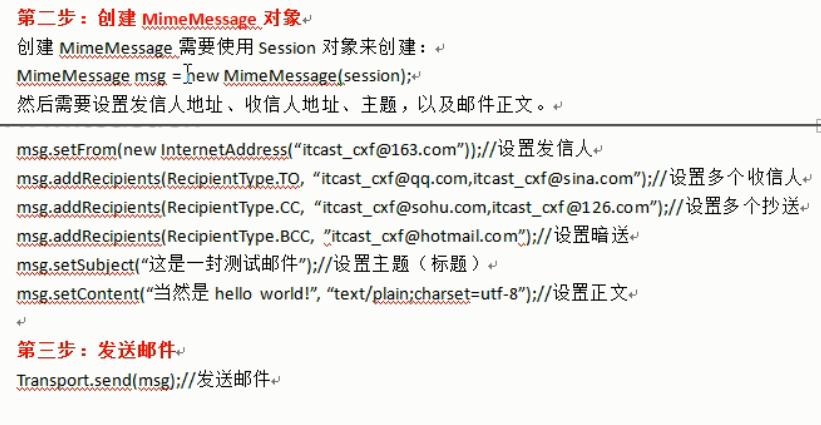 第二步：创建 MimeMessage 对象
创建 MimeMessage 需要使用 Session 对象来创建：
MimeMessage msg = new MimeMessage(session);
然后需要设置发信人地址、收信人地址、主题，以及邮件正文。
msg.setFrom(new InternetAddress(“itcast_cxf@163.com”));//设置发信人
msg.addRecipients(RecipientType.TO, “itcast_cxf@qq.com,itcast_cxf@sina.com”);//设置多个收信人
msg.addRecipients(RecipientType.CC, “itcast_cxf@sohu.com,itcast_cxf@126.com”);//设置多个抄送
msg.addRecipients(RecipientType.BCC, ”itcast_cxf@hotmail.com”);//设置暗送
msg.setSubject(“这是一封测试邮件”);//设置主题（标题）
msg.setContent(“当然是 hello world!”, “text/plain;charset=utf-8”);//设置正文
第三步：发送邮件
Transport.send(msg);//发送邮件